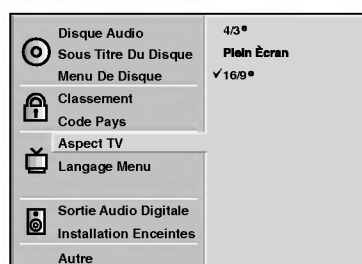 Disque Audio
Sous Titre Du Disque
Menu De Disque
Classement
Code Pays
Aspect TV
Langage Menu
Sortie Audio Digitale
Installation Enceintes
Autre
4/3
Plein Ècran
✓16/9